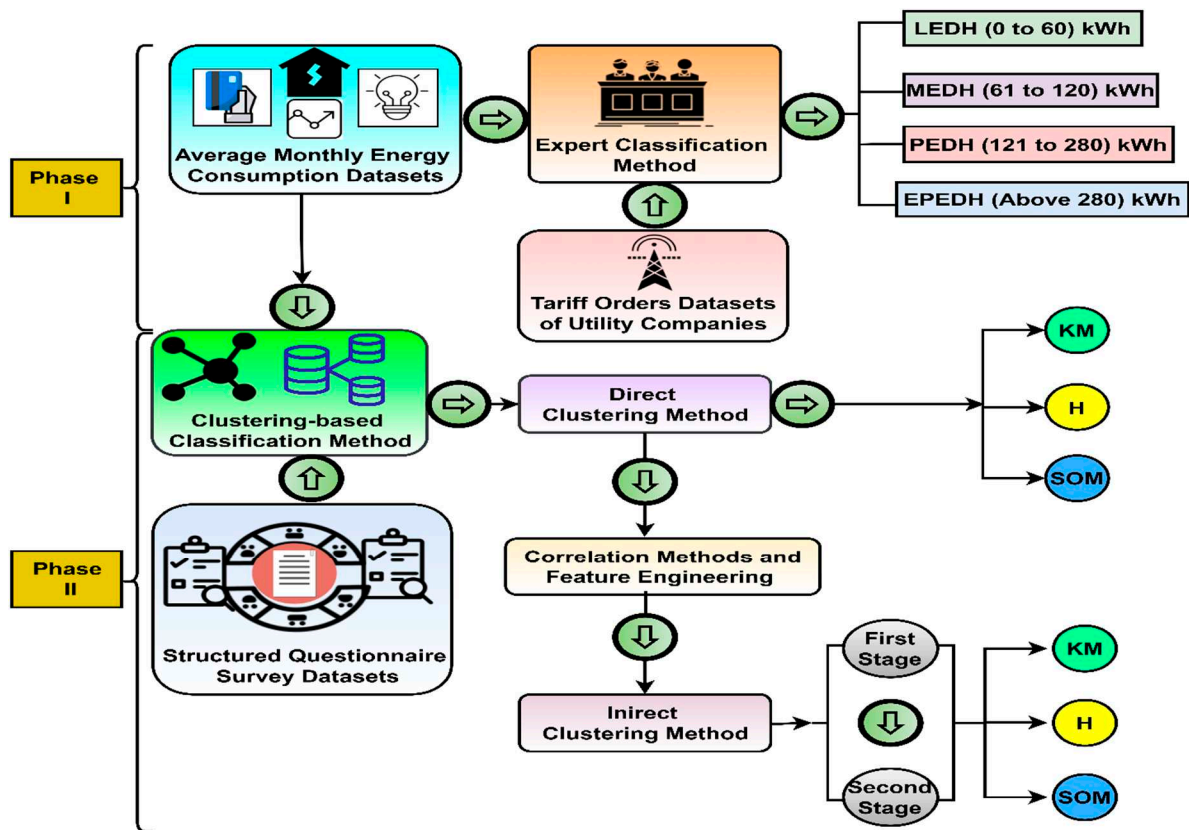 Phase
I
Average Monthly Energy
Consumption Datasets
Expert Classification
Method
LEDH (0 to 60) kWh
MEDH (61 to 120) kWh
PEDH (121 to 280) kWh
EPEDH (Above 280) kWh
Tariff Orders Datasets
of Utility Companies
Phase
II
Clustering-based
Classification Method
Direct
Clustering Method
KM
H
SOM
Structured Questionnaire
Survey Datasets
Correlation Methods and
Feature Engineering
Inirect
Clustering Method
First
Stage
Second
Stage
KM
H
SOM